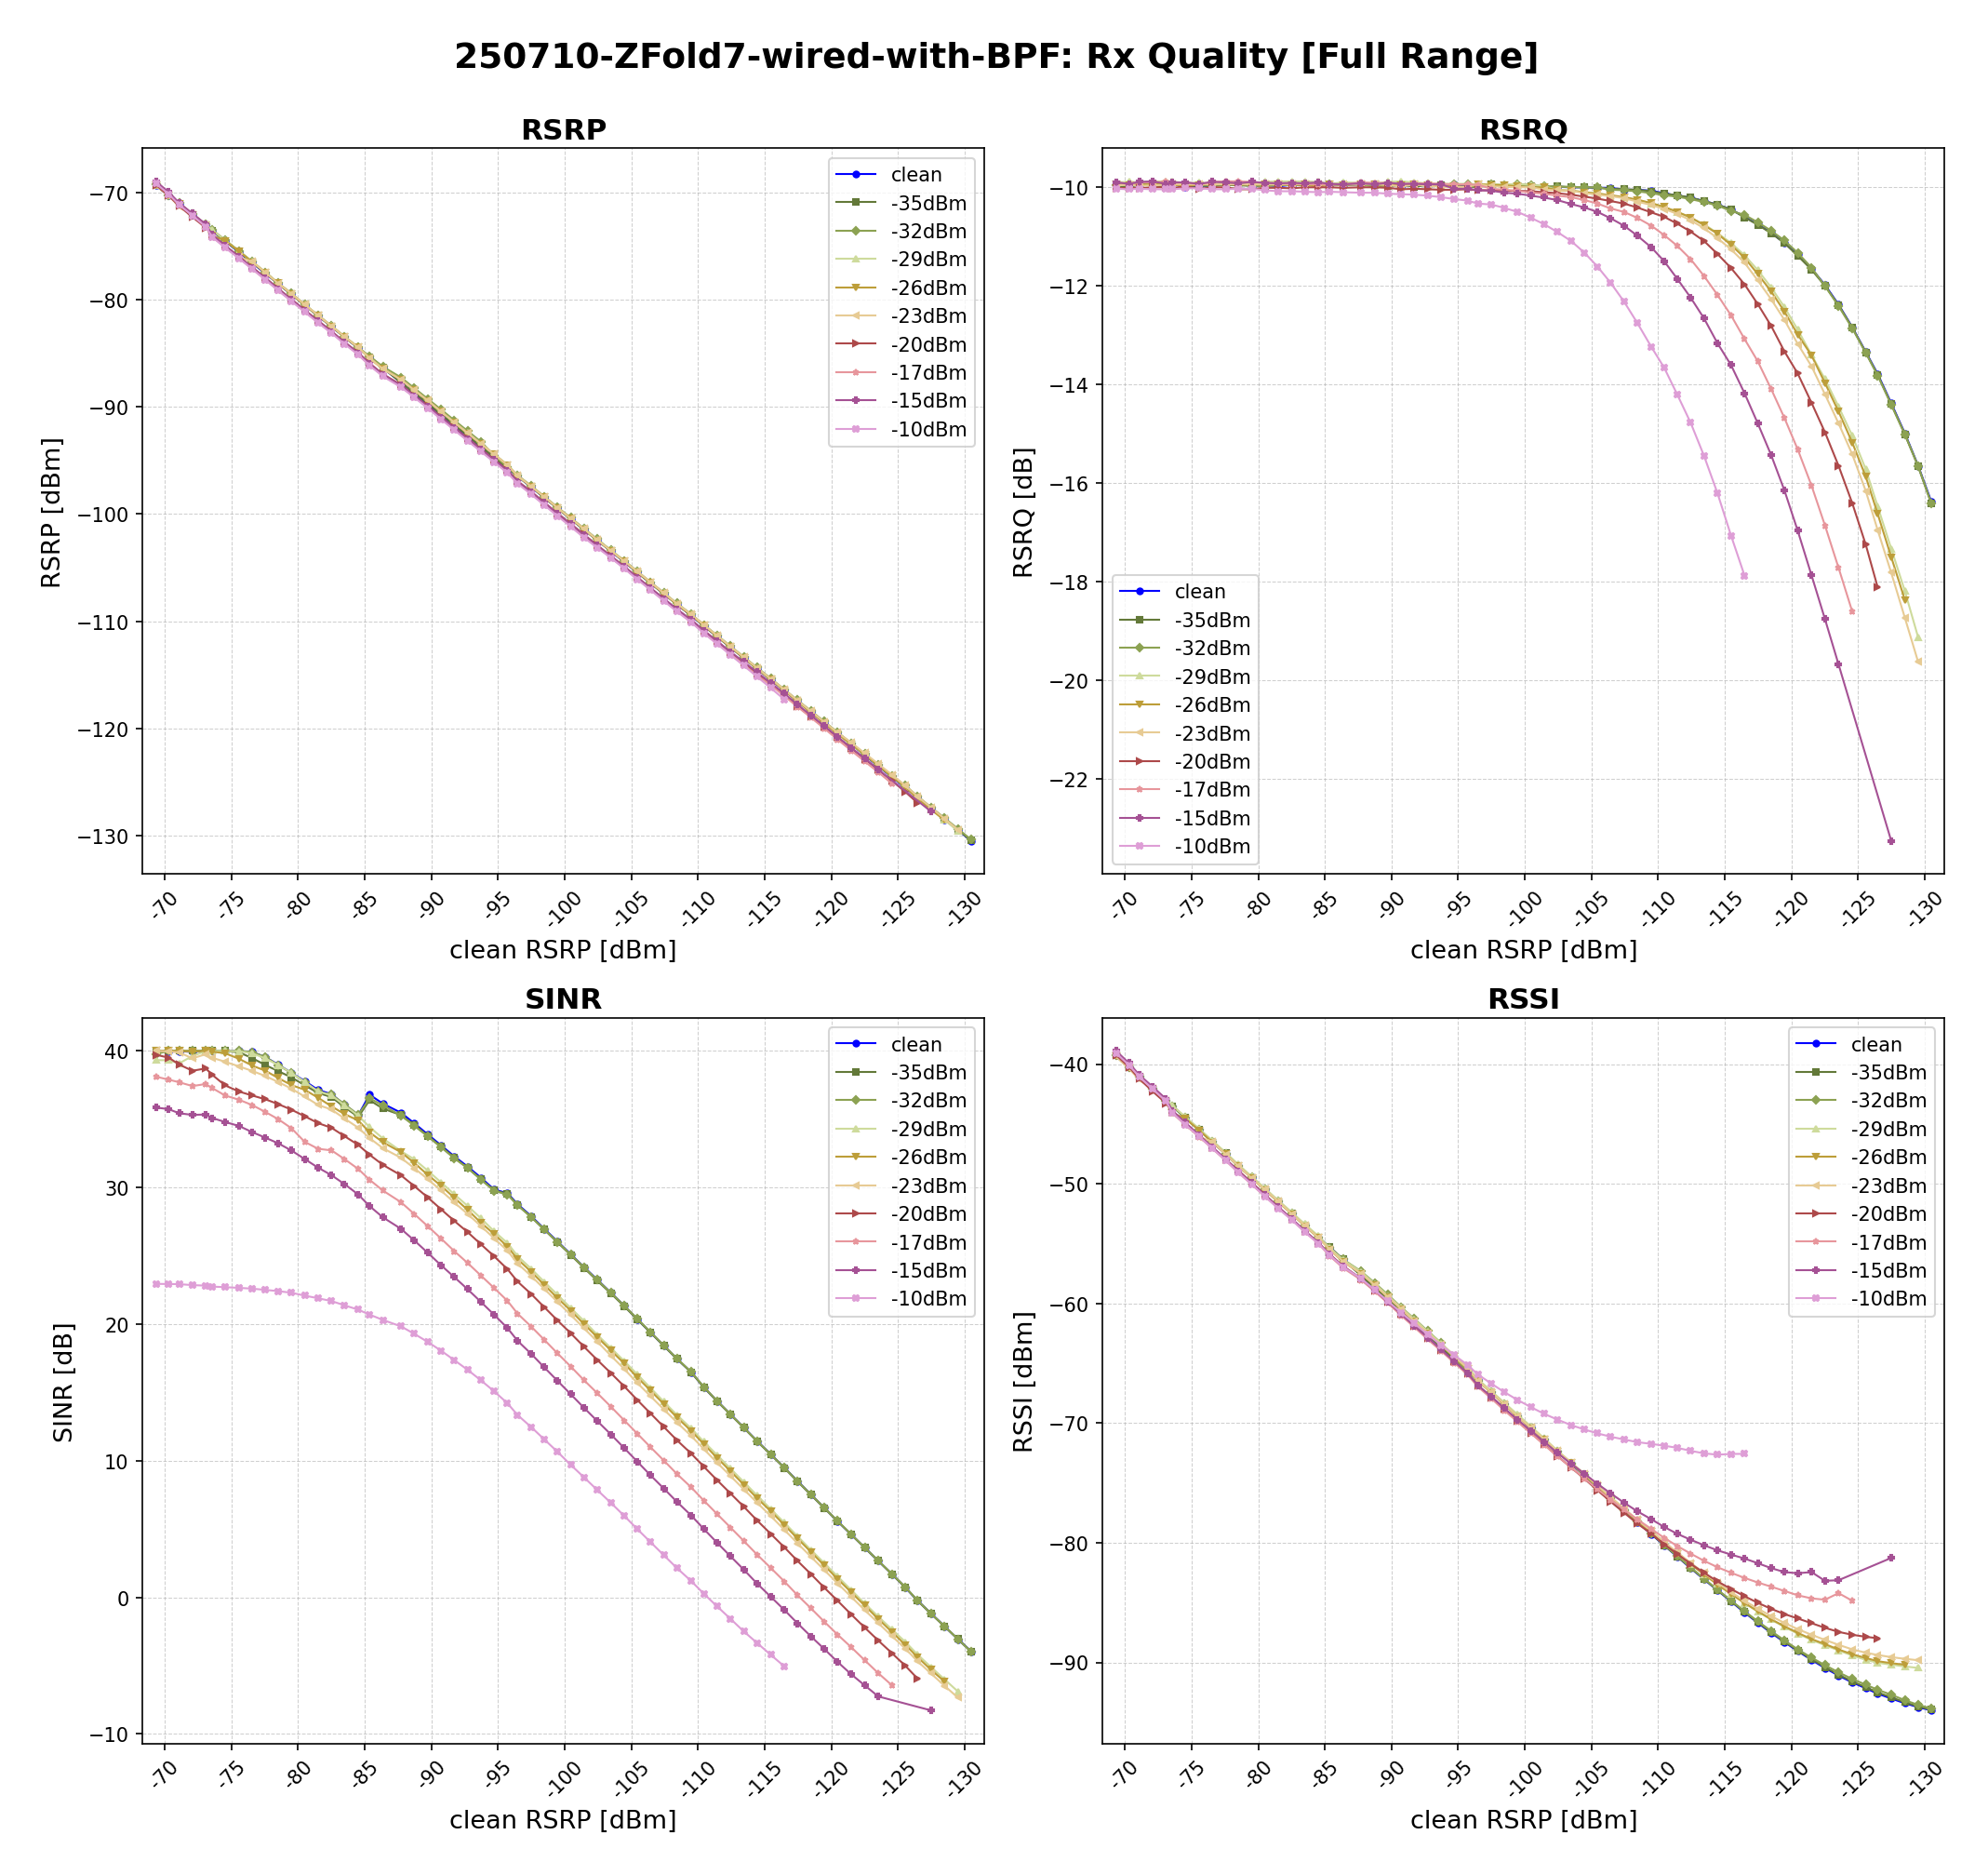 250710-ZFold7-wired-with-BPF: Rx Quality [Full Range]
RSRP
RSRP [dBm]
−70
−80
−90
−100
−110
−120
−130
clean
-35dBm
-32dBm
-29dBm
-26dBm
-23dBm
-20dBm
-17dBm
-15dBm
-10dBm
-70
-75
-80
-85
-90
-95
-100
-105
-110
-115
-120
-125
-130
clean RSRP [dBm]
RSRQ
RSRQ [dB]
−10
−12
−14
−16
−18
−20
−22
clean
-35dBm
-32dBm
-29dBm
-26dBm
-23dBm
-20dBm
-17dBm
-15dBm
-10dBm
-70
-75
-80
-85
-90
-95
-100
-105
-110
-115
-120
-125
-130
clean RSRP [dBm]
SINR
SINR [dB]
40
30
20
10
0
−10
clean
-35dBm
-32dBm
-29dBm
-26dBm
-23dBm
-20dBm
-17dBm
-15dBm
-10dBm
-70
-75
-80
-85
-90
-95
-100
-105
-110
-115
-120
-125
-130
clean RSRP [dBm]
RSSI
RSSI [dBm]
−40
−50
−60
−70
−80
−90
clean
-35dBm
-32dBm
-29dBm
-26dBm
-23dBm
-20dBm
-17dBm
-15dBm
-10dBm
-70
-75
-80
-85
-90
-95
-100
-105
-110
-115
-120
-125
-130
clean RSRP [dBm]